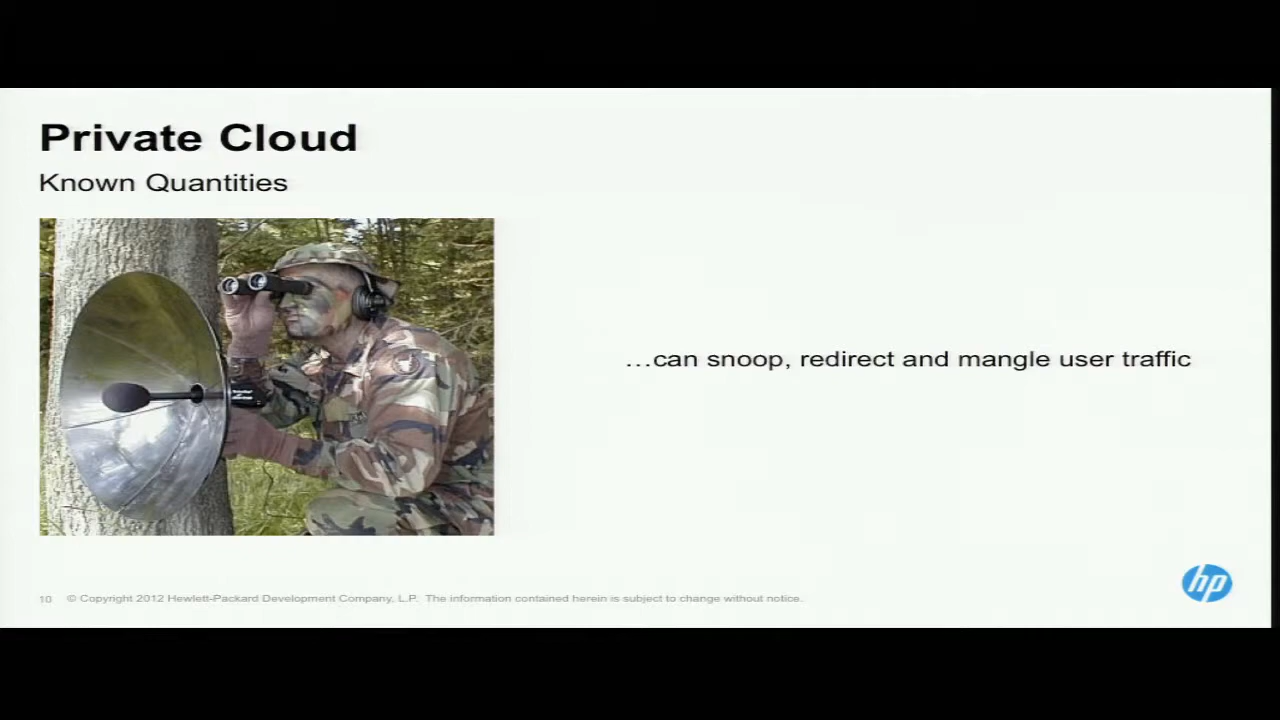 Private Cloud
Known Quantities
…can snoop, redirect and mangle user traffic
10 © Copyright 2012 Hewlett-Packard Development Company, L.P. The information contained herein is subject to change without notice.
hp